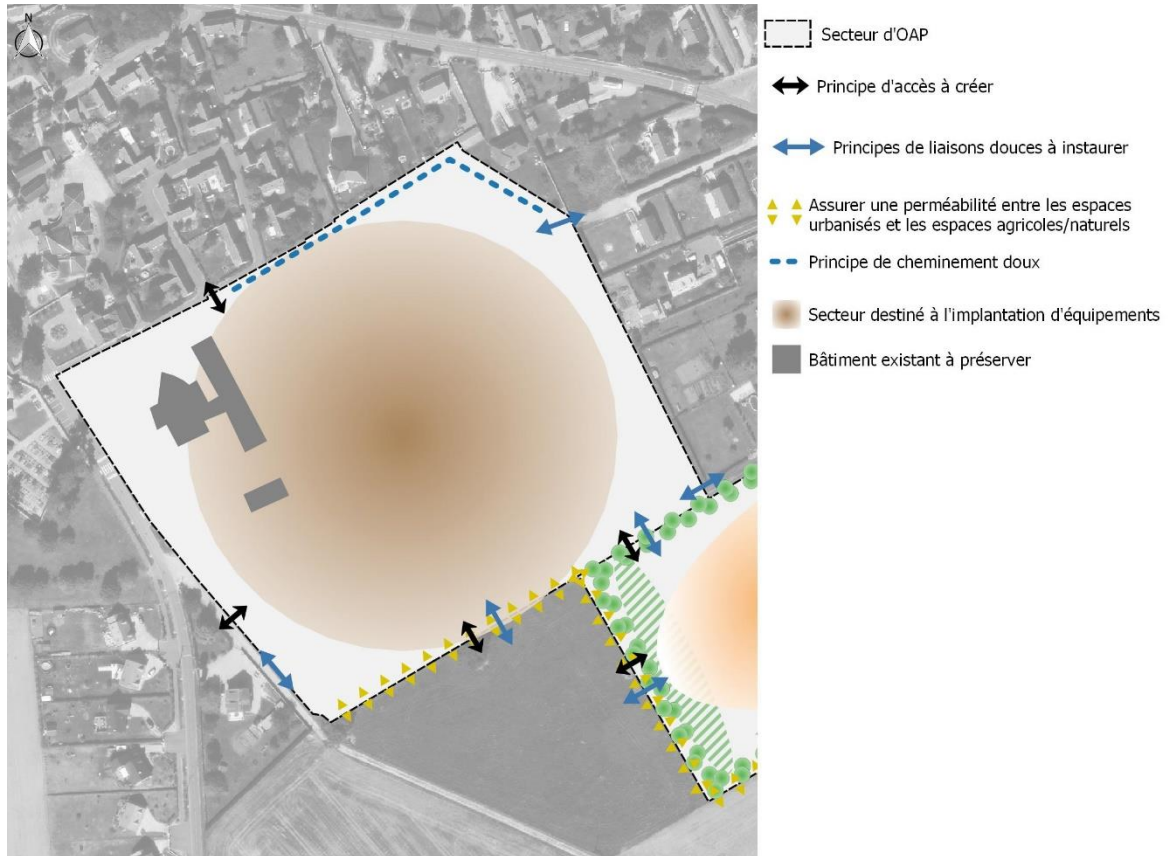 N
Secteur d'OAP
Principe d'accès à créer
Principes de liaisons douces à instaurer
Assurer une perméabilité entre les espaces
urbanisés et les espaces agricoles/naturels
Principe de cheminement doux
Secteur destiné à l'implantation d'équipements
Bâtiment existant à préserver